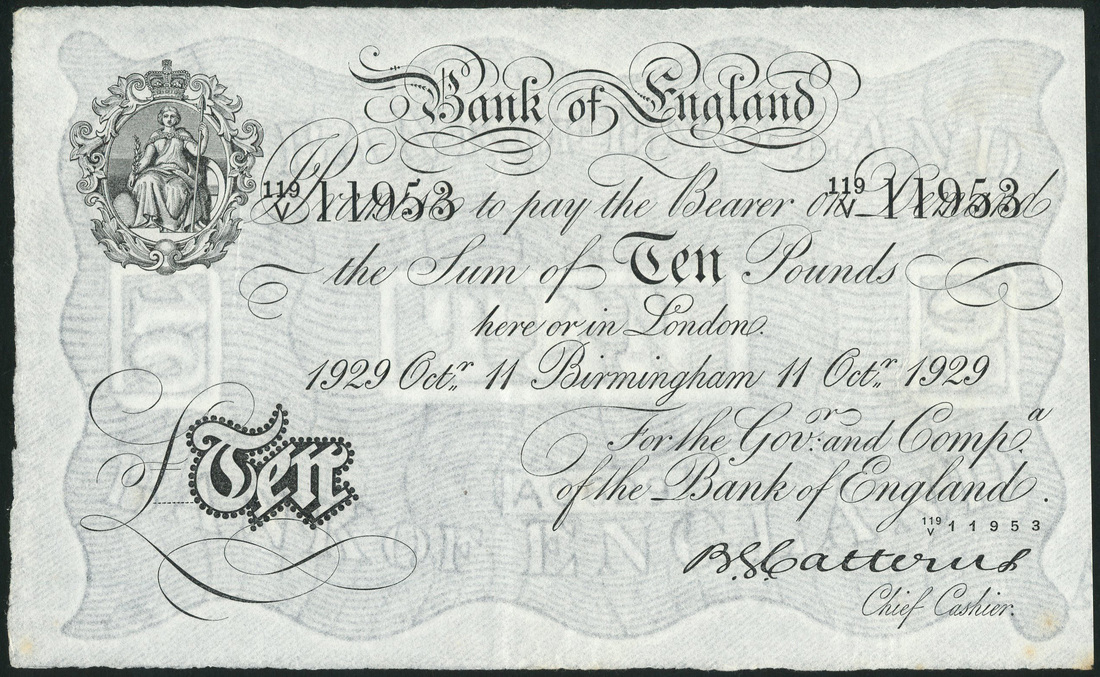 Bank of England
119/V 11953 Promise to pay the Bearer on Demand 119/V 11953
the Sum of Ten Pounds
here or in London.
1929 Octr. 11 Birmingham 11 Octr. 1929
For the Govr. and Compa.
of the Bank of England.
£ Ten
119/V 11953
B.G. Catterns
Chief Cashier.